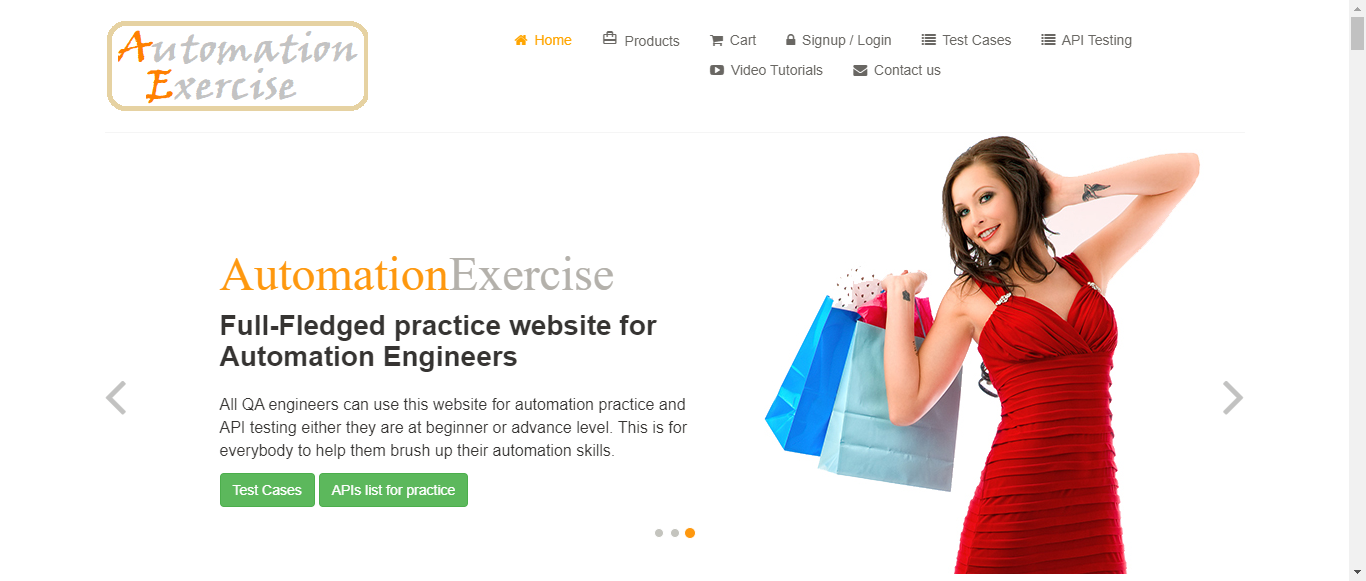 Automation
Exercise
Home Products Cart Signup / Login Test Cases API Testing
Video Tutorials Contact us
AutomationExercise
Full-Fledged practice website for
Automation Engineers
All QA engineers can use this website for automation practice and
API testing either they are at beginner or advance level. This is for
everybody to help them brush up their automation skills.
Test Cases APIs list for practice